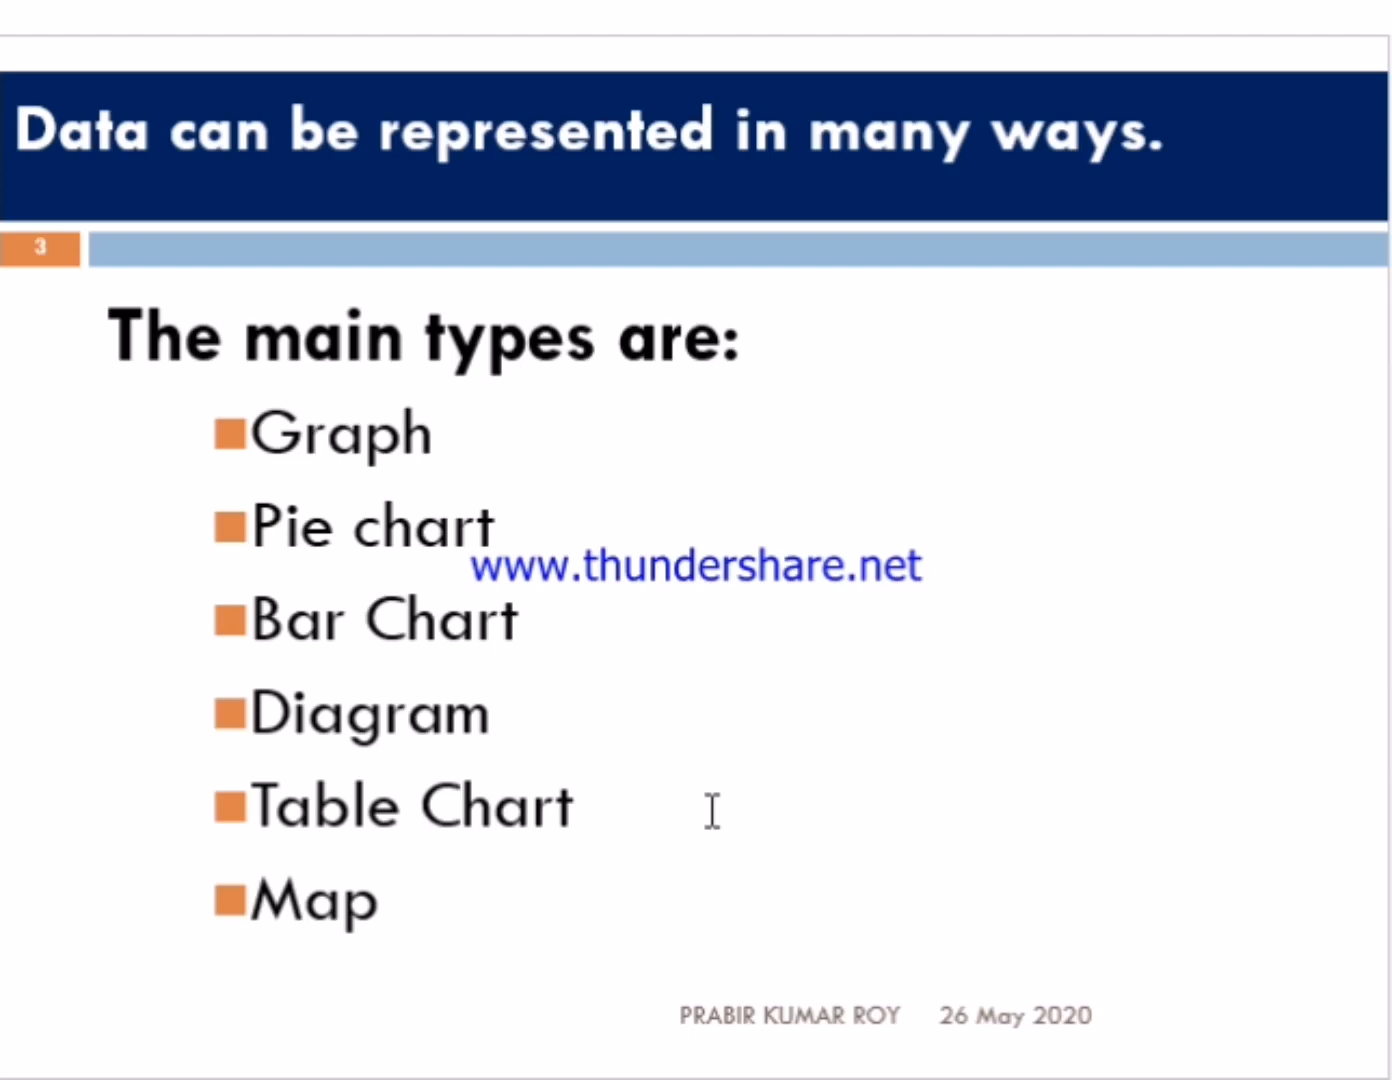 Data can be represented in many ways.
3
The main types are:
Graph
Pie chart
www.thundershare.net
Bar Chart
Diagram
Table Chart
Map
PRABIR KUMAR ROY 26 May 2020